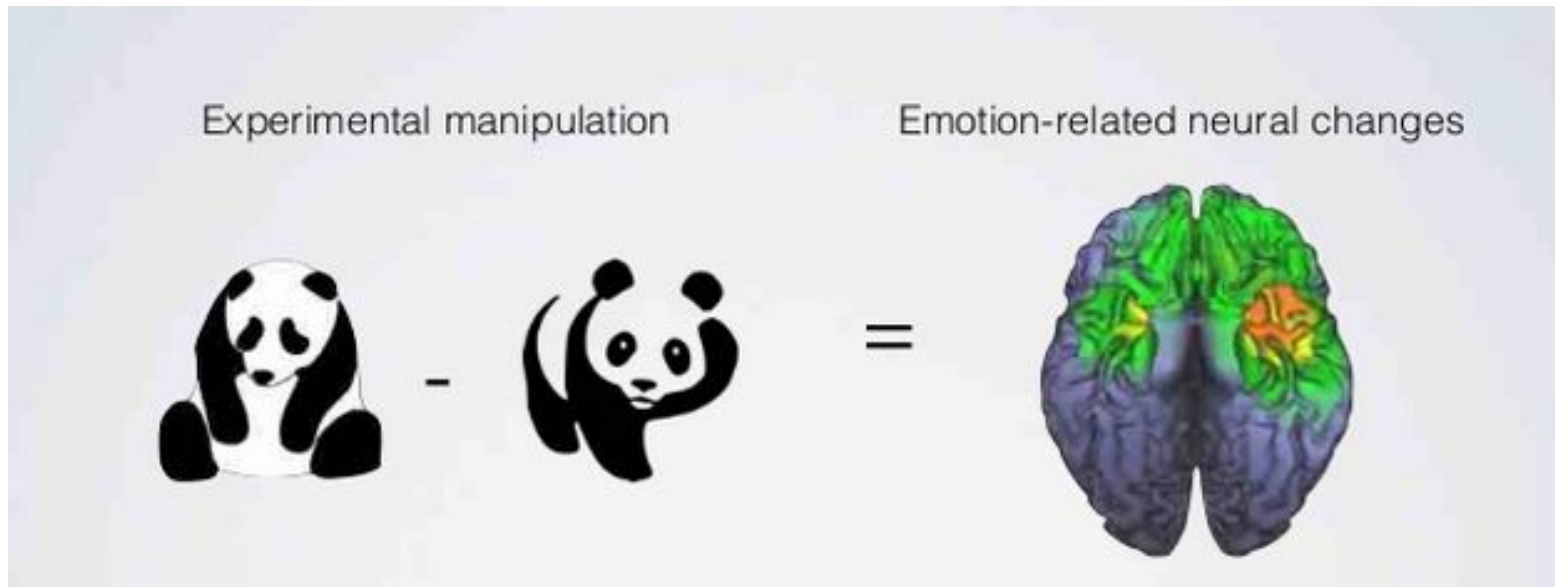 Experimental manipulation
Emotion-related neural changes
-
=